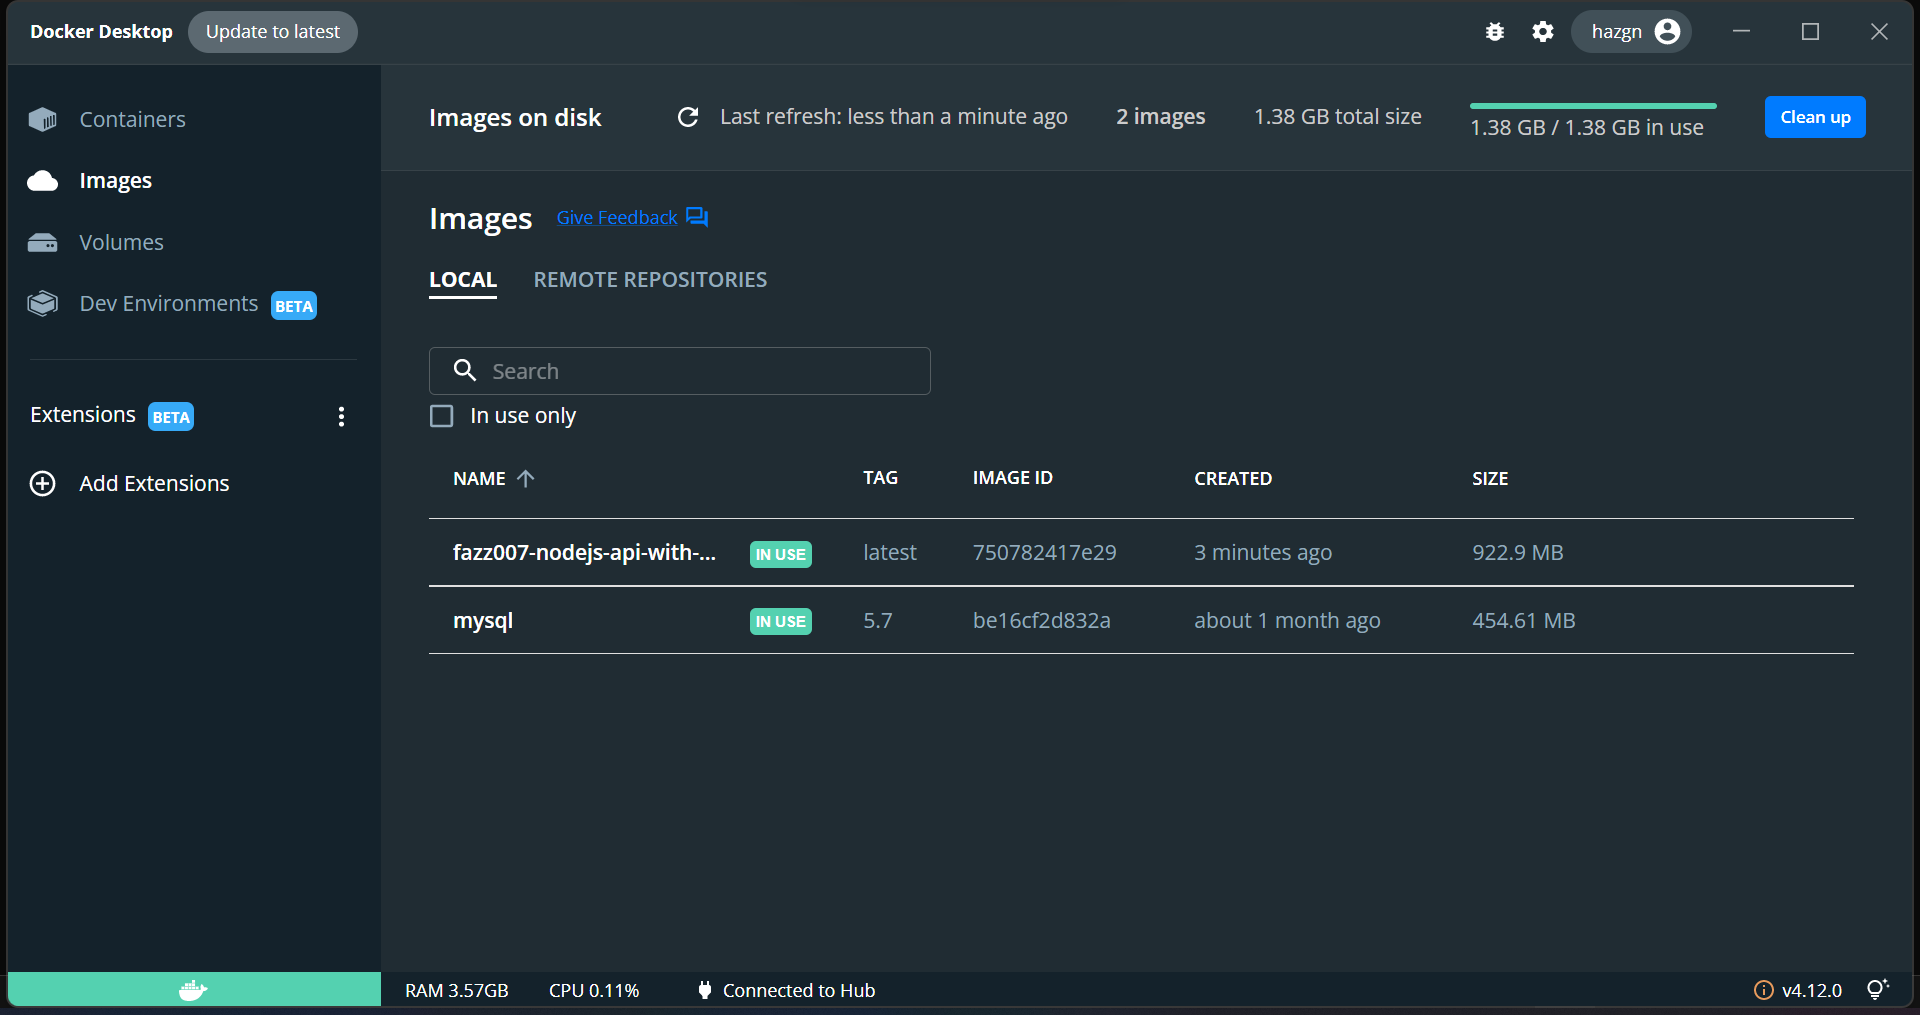 Docker Desktop Update to latest hazgn
Containers
Images
Volumes
Dev Environments BETA
Extensions BETA
Add Extensions
Images on disk Last refresh: less than a minute ago 2 images 1.38 GB total size 1.38 GB / 1.38 GB in use Clean up
Images Give Feedback
LOCAL REMOTE REPOSITORIES
Search
In use only
NAME TAG IMAGE ID CREATED SIZE
fazz007-nodejs-api-with-... IN USE latest 750782417e29 3 minutes ago 922.9 MB
mysql IN USE 5.7 be16cf2d832a about 1 month ago 454.61 MB
RAM 3.57GB CPU 0.11% Connected to Hub v4.12.0